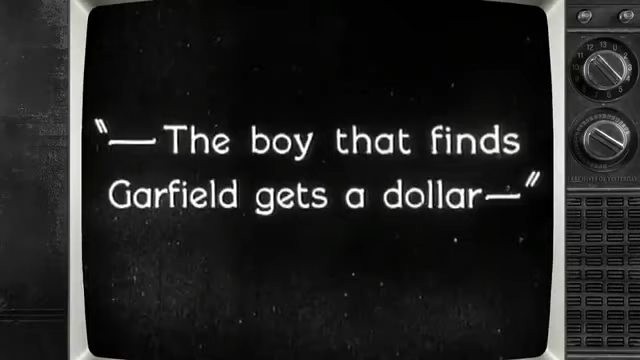 "—The boy that finds
Garfield gets a dollar—"